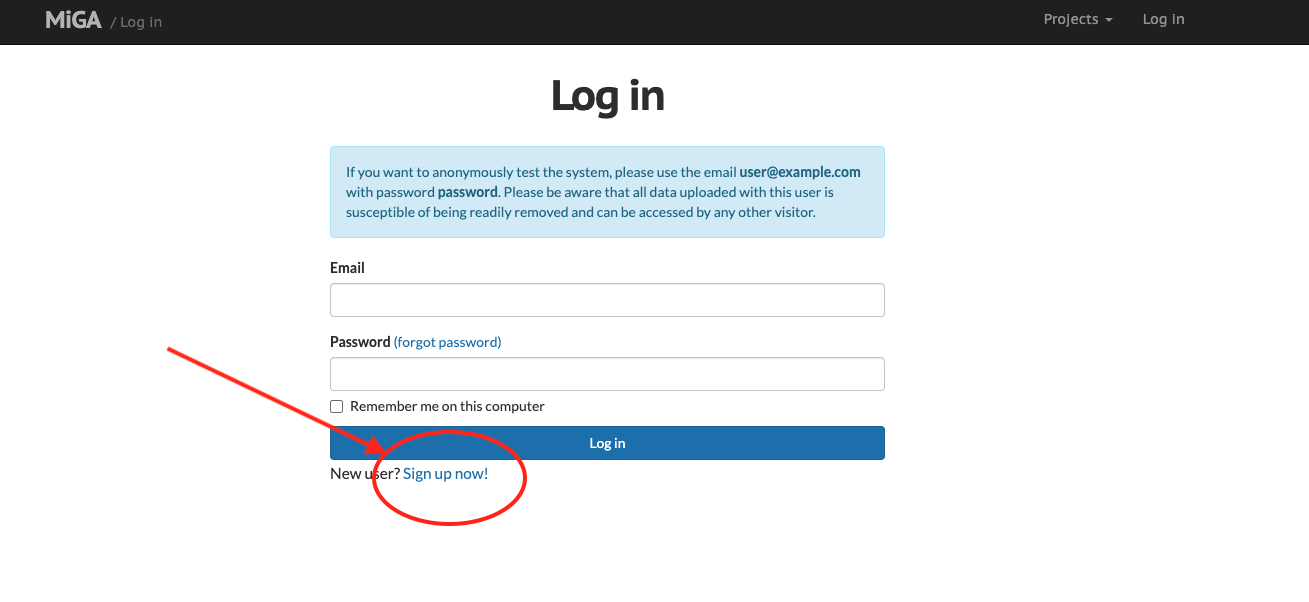 MiGA / Log in
Projects
Log in
Log in
If you want to anonymously test the system, please use the email user@example.com
with password password. Please be aware that all data uploaded with this user is
susceptible of being readily removed and can be accessed by any other visitor.
Email
Password (forgot password)
Remember me on this computer
Log in
New user? Sign up now!